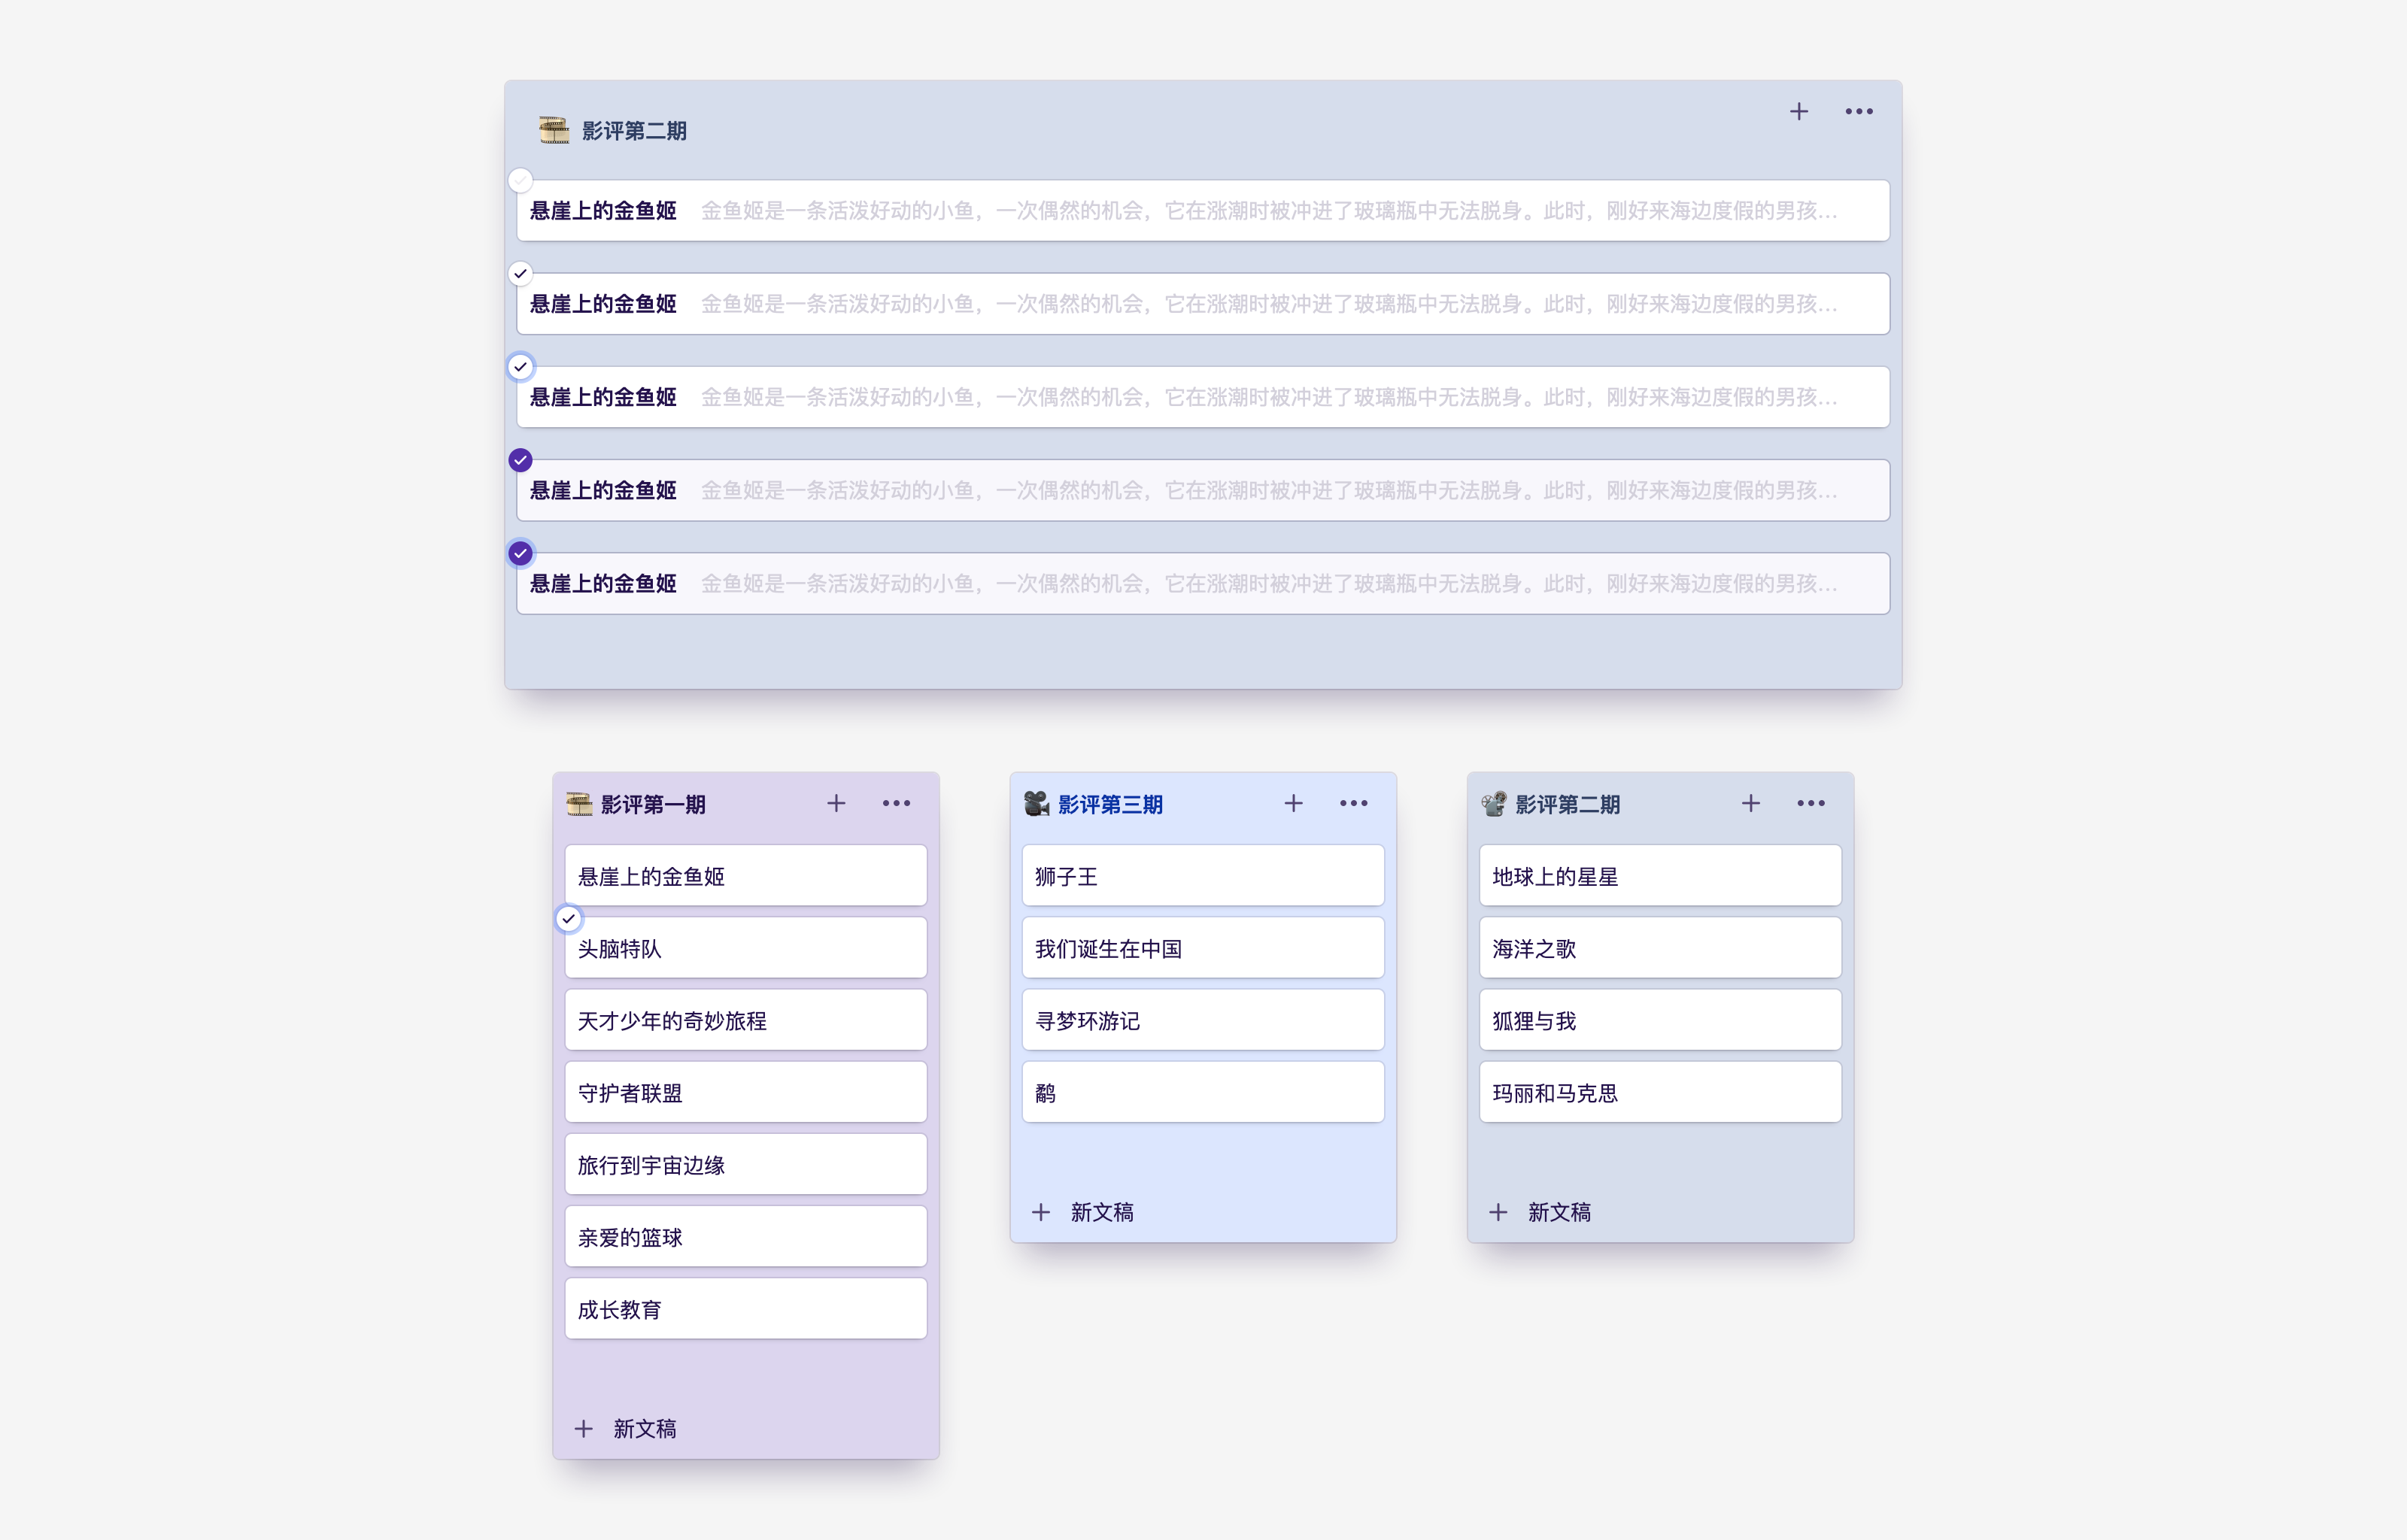 影评第二期
悬崖上的金鱼姬 金鱼姬是一条活泼好动的小鱼，一次偶然的机会，它在涨潮时被冲进了玻璃瓶中无法脱身。此时，刚好来海边度假的男孩...
悬崖上的金鱼姬 金鱼姬是一条活泼好动的小鱼，一次偶然的机会，它在涨潮时被冲进了玻璃瓶中无法脱身。此时，刚好来海边度假的男孩...
悬崖上的金鱼姬 金鱼姬是一条活泼好动的小鱼，一次偶然的机会，它在涨潮时被冲进了玻璃瓶中无法脱身。此时，刚好来海边度假的男孩...
悬崖上的金鱼姬 金鱼姬是一条活泼好动的小鱼，一次偶然的机会，它在涨潮时被冲进了玻璃瓶中无法脱身。此时，刚好来海边度假的男孩...
悬崖上的金鱼姬 金鱼姬是一条活泼好动的小鱼，一次偶然的机会，它在涨潮时被冲进了玻璃瓶中无法脱身。此时，刚好来海边度假的男孩...
影评第一期
悬崖上的金鱼姬
头脑特队
天才少年的奇妙旅程
守护者联盟
旅行到宇宙边缘
亲爱的篮球
成长教育
新文稿
影评第三期
狮子王
我们诞生在中国
寻梦环游记
鹬
新文稿
影评第二期
地球上的星星
海洋之歌
狐狸与我
玛丽和马克思
新文稿